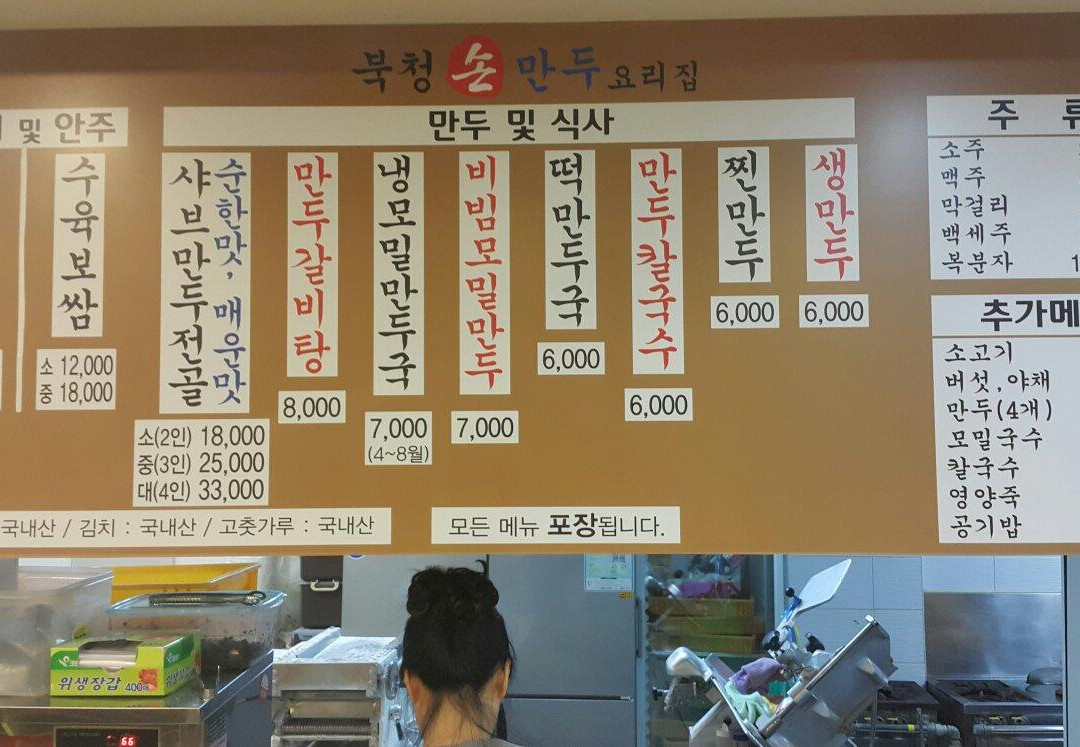 북청 손 만두 요리집
및 안주
수육보쌈
소 12,000
중 18,000
만두 및 식사
샤브만두전골
순한맛, 매운맛
소(2인) 18,000
중(3인) 25,000
대(4인) 33,000
만두갈비탕
8,000
냉모밀만두국
7,000
(4~8월)
비빔모밀만두
7,000
떡만두국
6,000
만두칼국수
6,000
찐만두
6,000
생만두
6,000
주 류
소주
맥주
막걸리
백세주
복분자 1
추가메
소고기
버섯,야채
만두(4개)
모밀국수
칼국수
영양죽
공기밥
국내산 / 김치 : 국내산 / 고춧가루 : 국내산
모든 메뉴 포장됩니다.
위생장갑 400
66